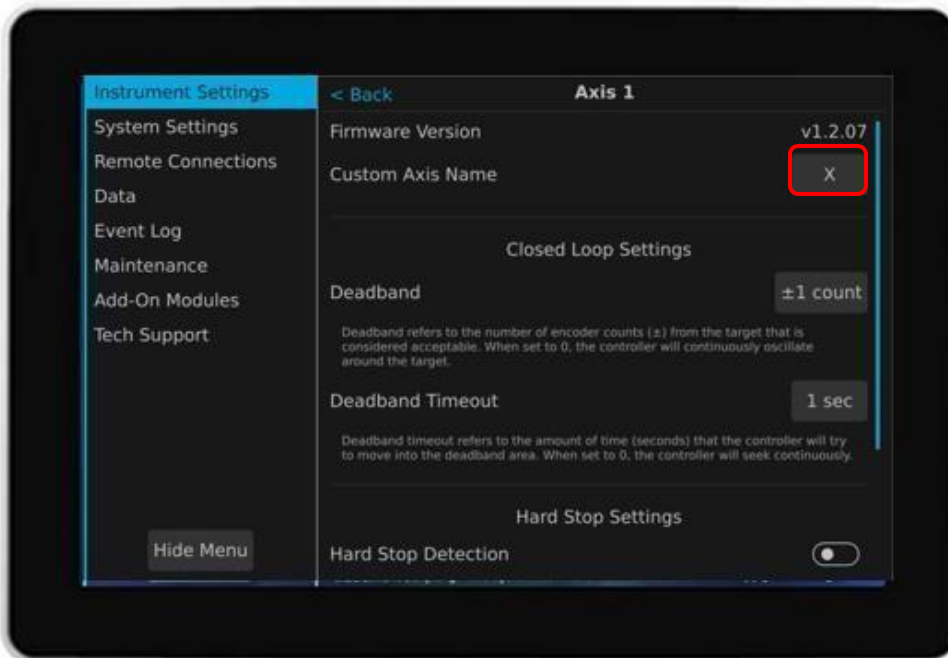 Instrument Settings
System Settings
Remote Connections
Data
Event Log
Maintenance
Add-On Modules
Tech Support
Hide Menu
< Back
Axis 1
Firmware Version v1.2.07
Custom Axis Name X
Closed Loop Settings
Deadband ±1 count
Deadband refers to the number of encoder counts (±) from the target that is
considered acceptable. When set to 0, the controller will continuously oscillate
around the target.
Deadband Timeout 1 sec
Deadband timeout refers to the amount of time (seconds) that the controller will try
to move into the deadband area. When set to 0, the controller will seek continuously.
Hard Stop Settings
Hard Stop Detection